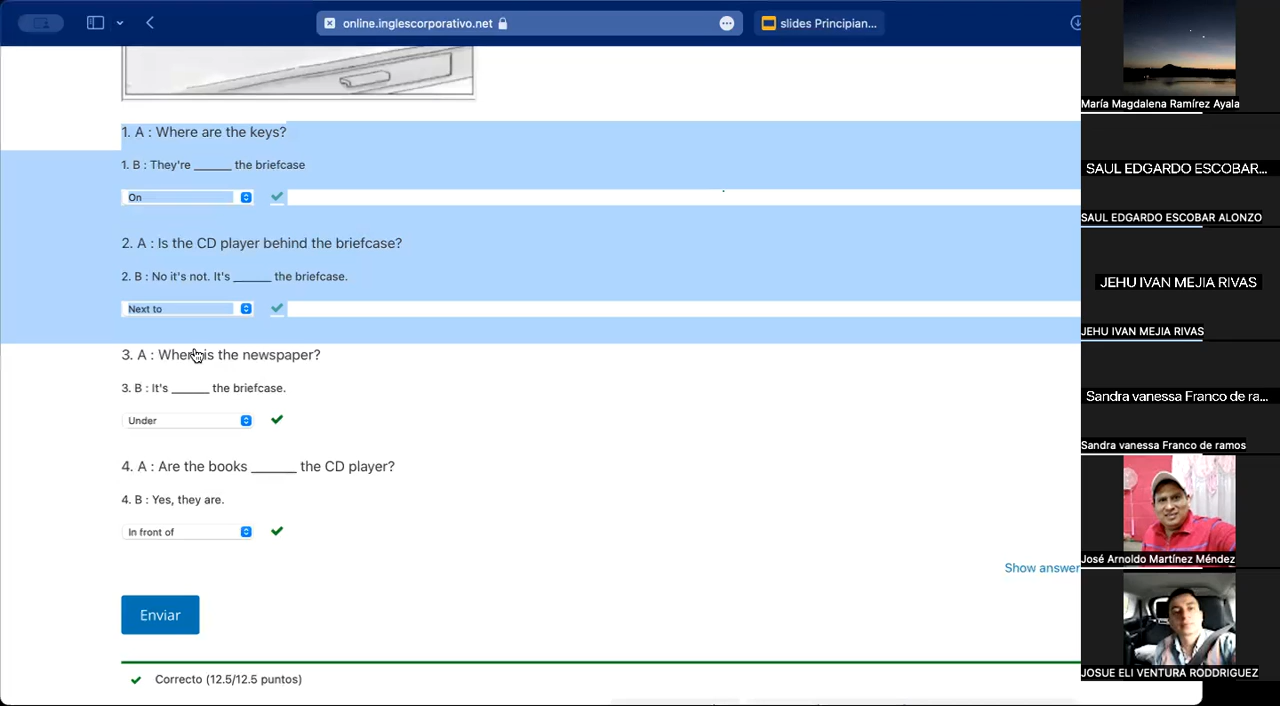 online.inglescorporativo.net
slides Principian...
1. A : Where are the keys?
1. B : They're ______ the briefcase
On
2. A : Is the CD player behind the briefcase?
2. B : No it's not. It's ______ the briefcase.
Next to
3. A : Where is the newspaper?
3. B : It's ______ the briefcase.
Under
4. A : Are the books ______ the CD player?
4. B : Yes, they are.
In front of
Show answer
Enviar
Correcto (12.5/12.5 puntos)
María Magdalena Ramírez Ayala
SAUL EDGARDO ESCOBAR...
SAUL EDGARDO ESCOBAR ALONZO
JEHU IVAN MEJIA RIVAS
JEHU IVAN MEJIA RIVAS
Sandra vanessa Franco de ra...
Sandra vanessa Franco de ramos
José Arnoldo Martínez Méndez
JOSUE ELI VENTURA RODDRIGUEZ